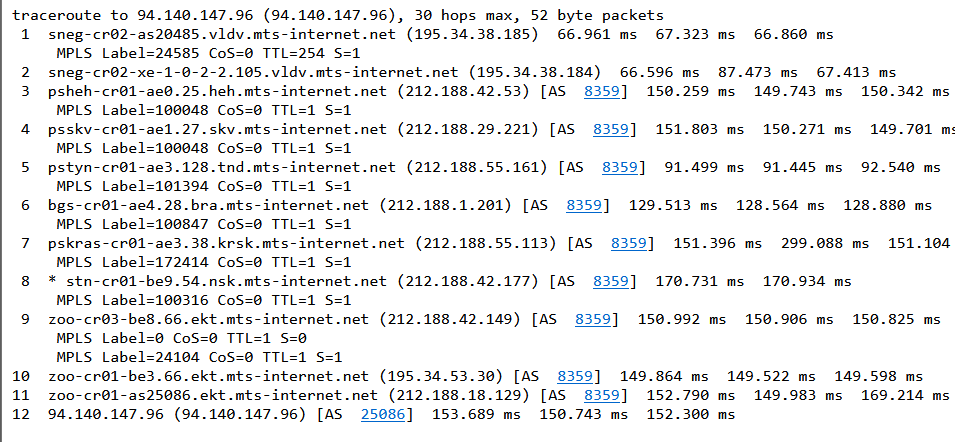 traceroute to 94.140.147.96 (94.140.147.96), 30 hops max, 52 byte packets
1 sneg-cr02-as20485.vldv.mts-internet.net (195.34.38.185) 66.961 ms 67.323 ms 66.860 ms
MPLS Label=24585 CoS=0 TTL=254 S=1
2 sneg-cr02-xe-1-0-2-2.105.vldv.mts-internet.net (195.34.38.184) 66.596 ms 87.473 ms 67.413 ms
3 psheh-cr01-ae0.25.heh.mts-internet.net (212.188.42.53) [AS 8359] 150.259 ms 149.743 ms 150.342 ms
MPLS Label=100048 CoS=0 TTL=1 S=1
4 psskv-cr01-ae1.27.skv.mts-internet.net (212.188.29.221) [AS 8359] 151.803 ms 150.271 ms 149.701 ms
MPLS Label=100048 CoS=0 TTL=1 S=1
5 pstyn-cr01-ae3.128.tnd.mts-internet.net (212.188.55.161) [AS 8359] 91.499 ms 91.445 ms 92.540 ms
MPLS Label=101394 CoS=0 TTL=1 S=1
6 bgs-cr01-ae4.28.bra.mts-internet.net (212.188.1.201) [AS 8359] 129.513 ms 128.564 ms 128.880 ms
MPLS Label=100847 CoS=0 TTL=1 S=1
7 pskras-cr01-ae3.38.krsk.mts-internet.net (212.188.55.113) [AS 8359] 151.396 ms 299.088 ms 151.104
MPLS Label=172414 CoS=0 TTL=1 S=1
8 * stn-cr01-be9.54.nsk.mts-internet.net (212.188.42.177) [AS 8359] 170.731 ms 170.934 ms
MPLS Label=100316 CoS=0 TTL=1 S=1
9 zoo-cr03-be8.66.ekt.mts-internet.net (212.188.42.149) [AS 8359] 150.992 ms 150.906 ms 150.825 ms
MPLS Label=0 CoS=0 TTL=1 S=0
MPLS Label=24104 CoS=0 TTL=1 S=1
10 zoo-cr01-be3.66.ekt.mts-internet.net (195.34.53.30) [AS 8359] 149.864 ms 149.522 ms 149.598 ms
11 zoo-cr01-as25086.ekt.mts-internet.net (212.188.18.129) [AS 8359] 152.790 ms 149.983 ms 169.214 ms
12 94.140.147.96 (94.140.147.96) [AS 25086] 153.689 ms 150.743 ms 152.300 ms